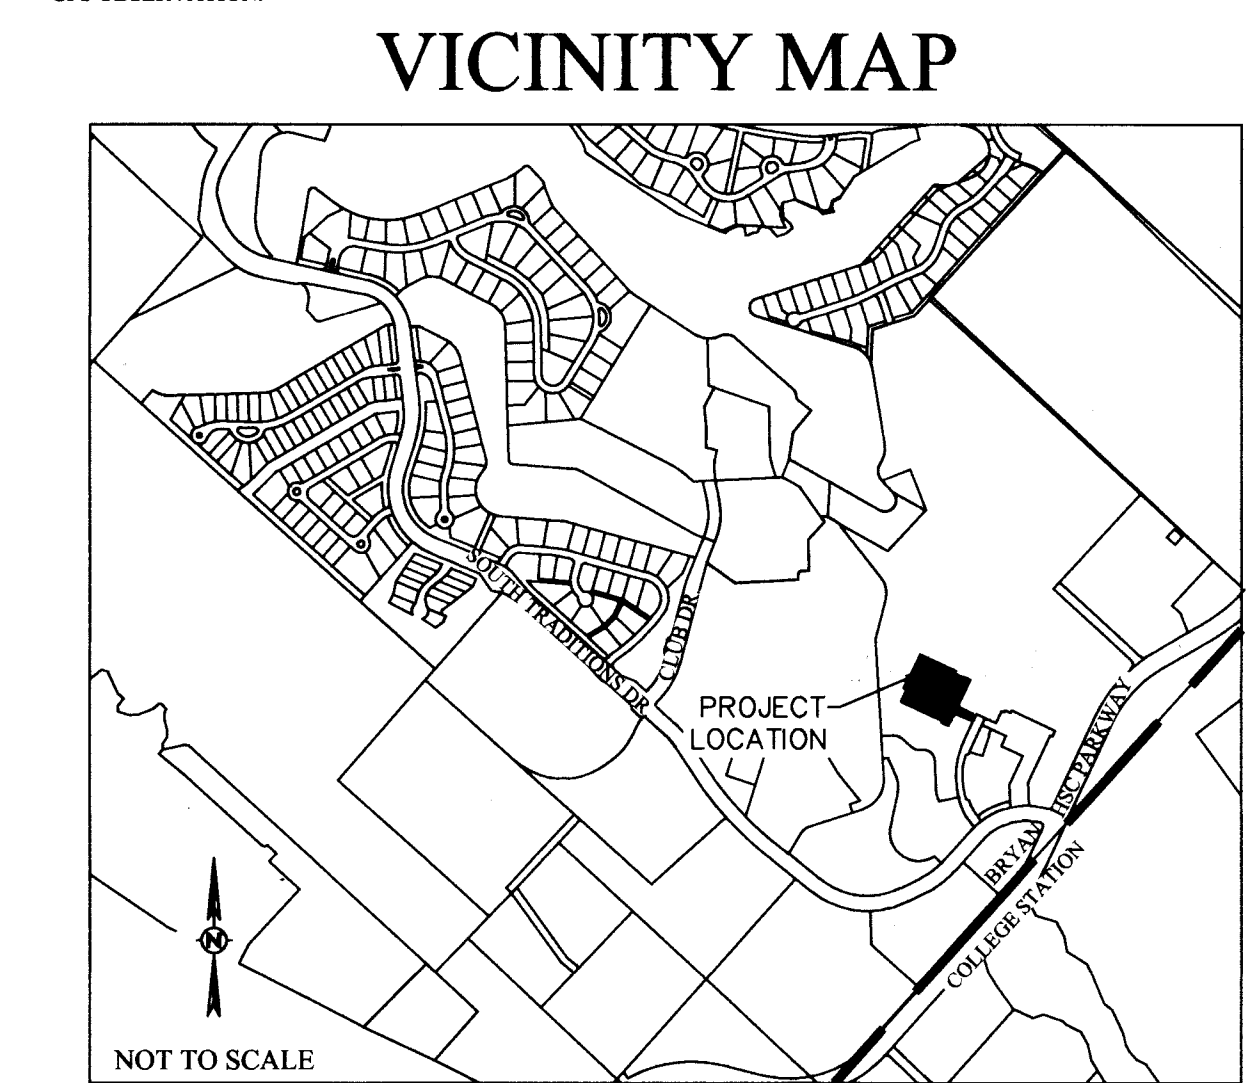 VICINITY MAP
SOUTH TRADITIONS DR
CLUB DR
PROJECT
LOCATION
HSC PARKWAY
BRYAN
COLLEGE STATION
N
NOT TO SCALE